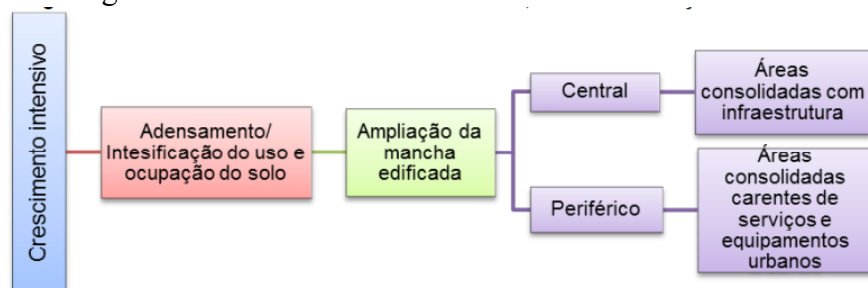 Crescimento intensivo
Adensamento/
Intesificação do uso e
ocupação do solo
Ampliação da
mancha
edificada
Central
Áreas
consolidadas com
infraestrutura
Periférico
Áreas
consolidadas
carentes de
serviços e
equipamentos
urbanos